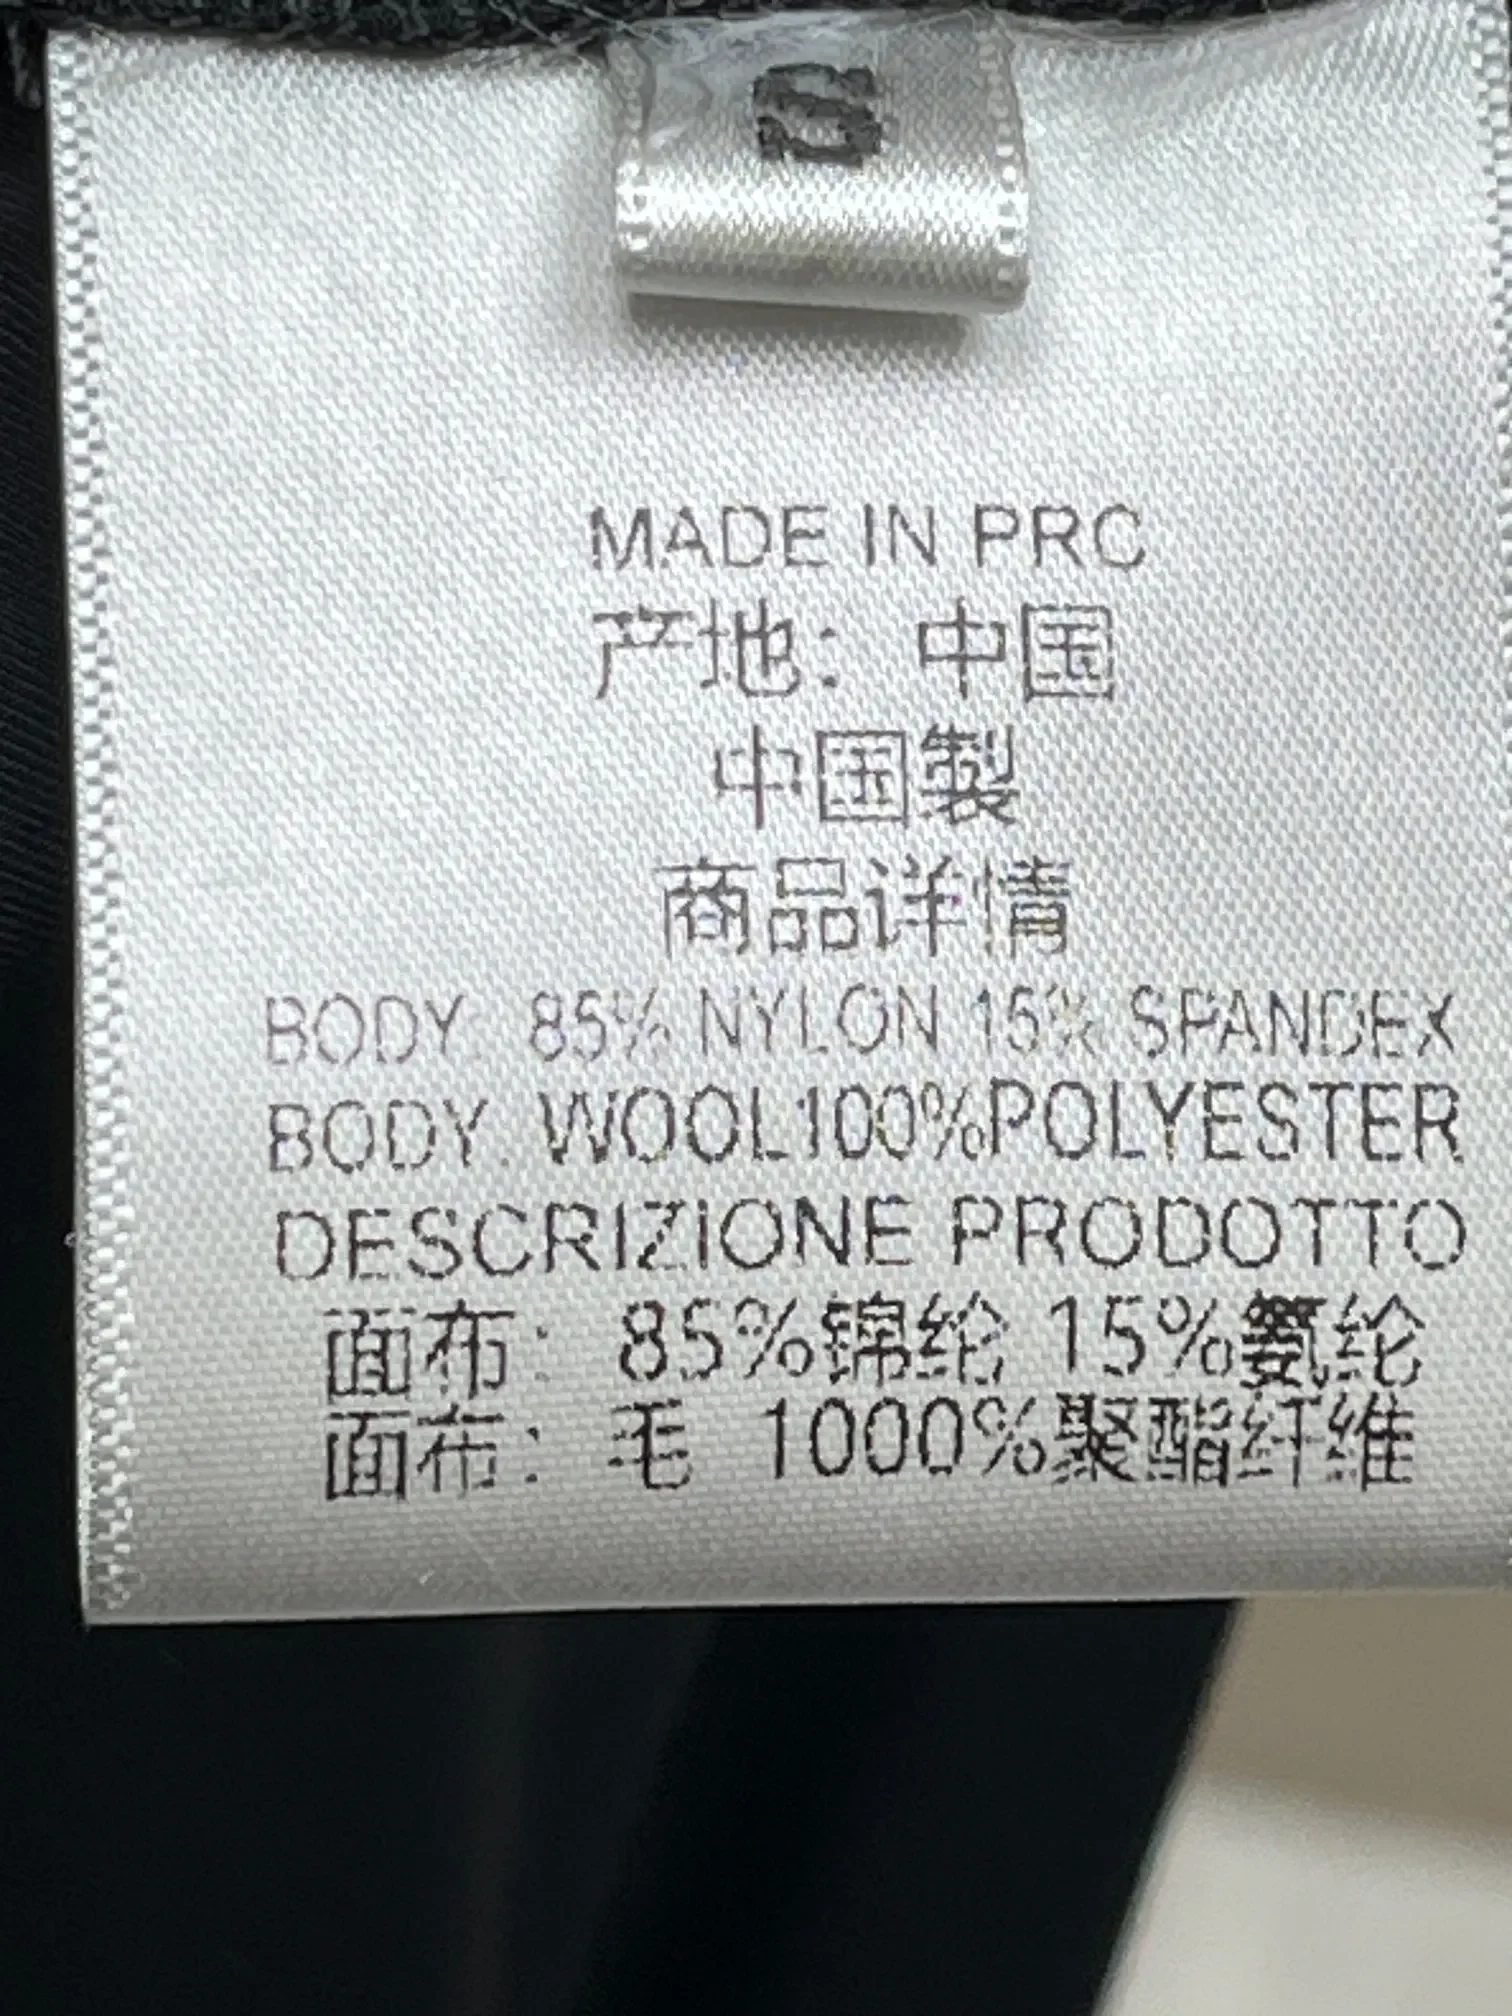 S
MADE IN PRC
产地：中国
中国製
商品详情
BODY: 85% NYLON 15% SPANDEX
BODY: WOOL100%POLYESTER
DESCRIZIONE PRODOTTO
面布：85%锦纶 15%氨纶
面布：毛 1000%聚酯纤维